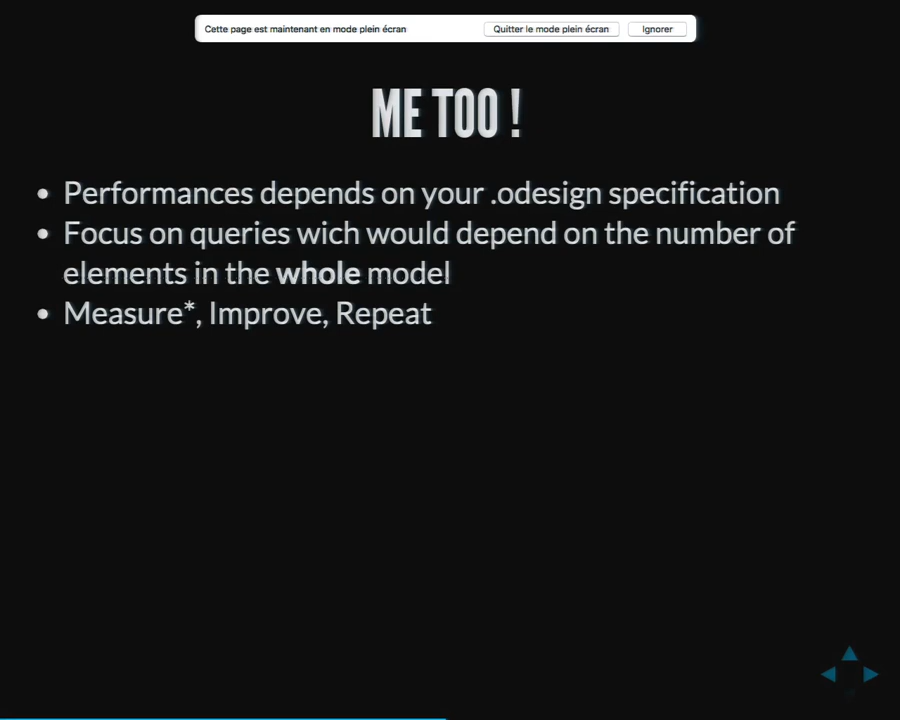 Cette page est maintenant en mode plein écran
Quitter le mode plein écran
Ignorer
ME TOO !
Performances depends on your .odesign specification
Focus on queries wich would depend on the number of
elements in the whole model
Measure*, Improve, Repeat